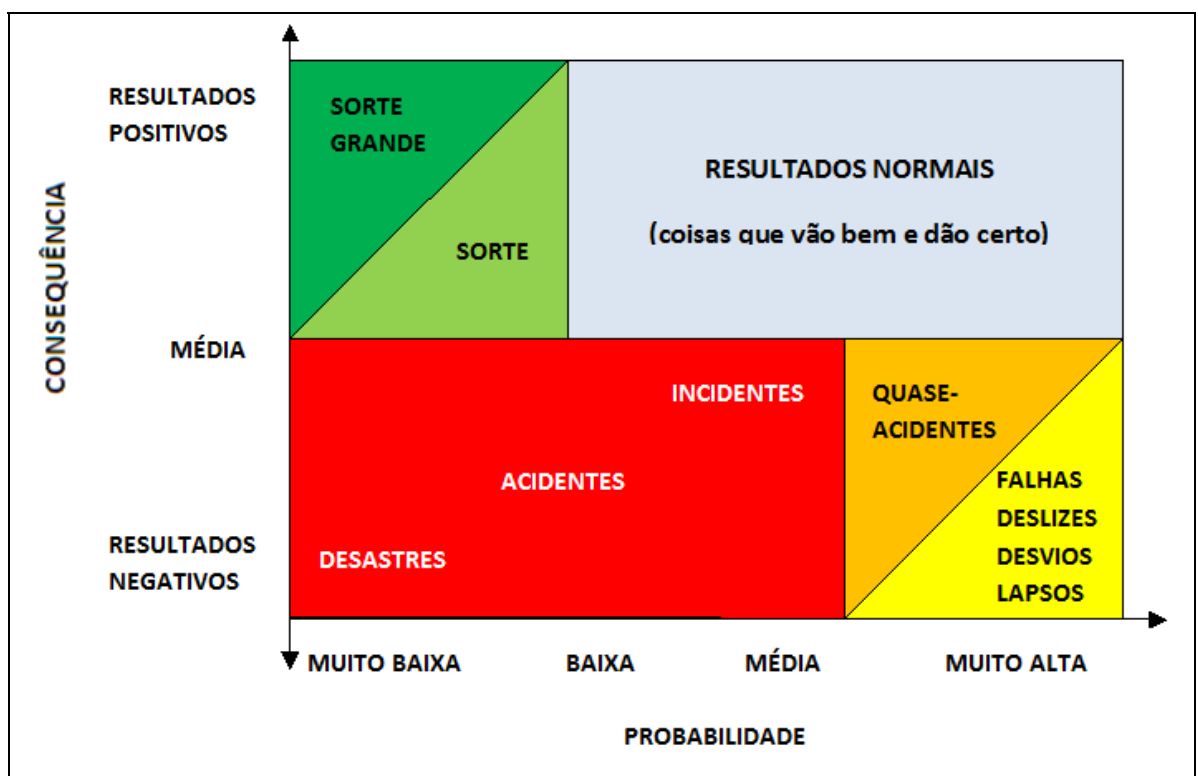 RESULTADOS
POSITIVOS
SORTE
GRANDE
RESULTADOS NORMAIS
(coisas que vão bem e dão certo)
SORTE
CONSEQUÊNCIA
MÉDIA
INCIDENTES
QUASE-
ACIDENTES
ACIDENTES
FALHAS
DESLIZES
DESVIOS
LAPSOS
RESULTADOS
NEGATIVOS
DESASTRES
MUITO BAIXA
BAIXA
MÉDIA
MUITO ALTA
PROBABILIDADE